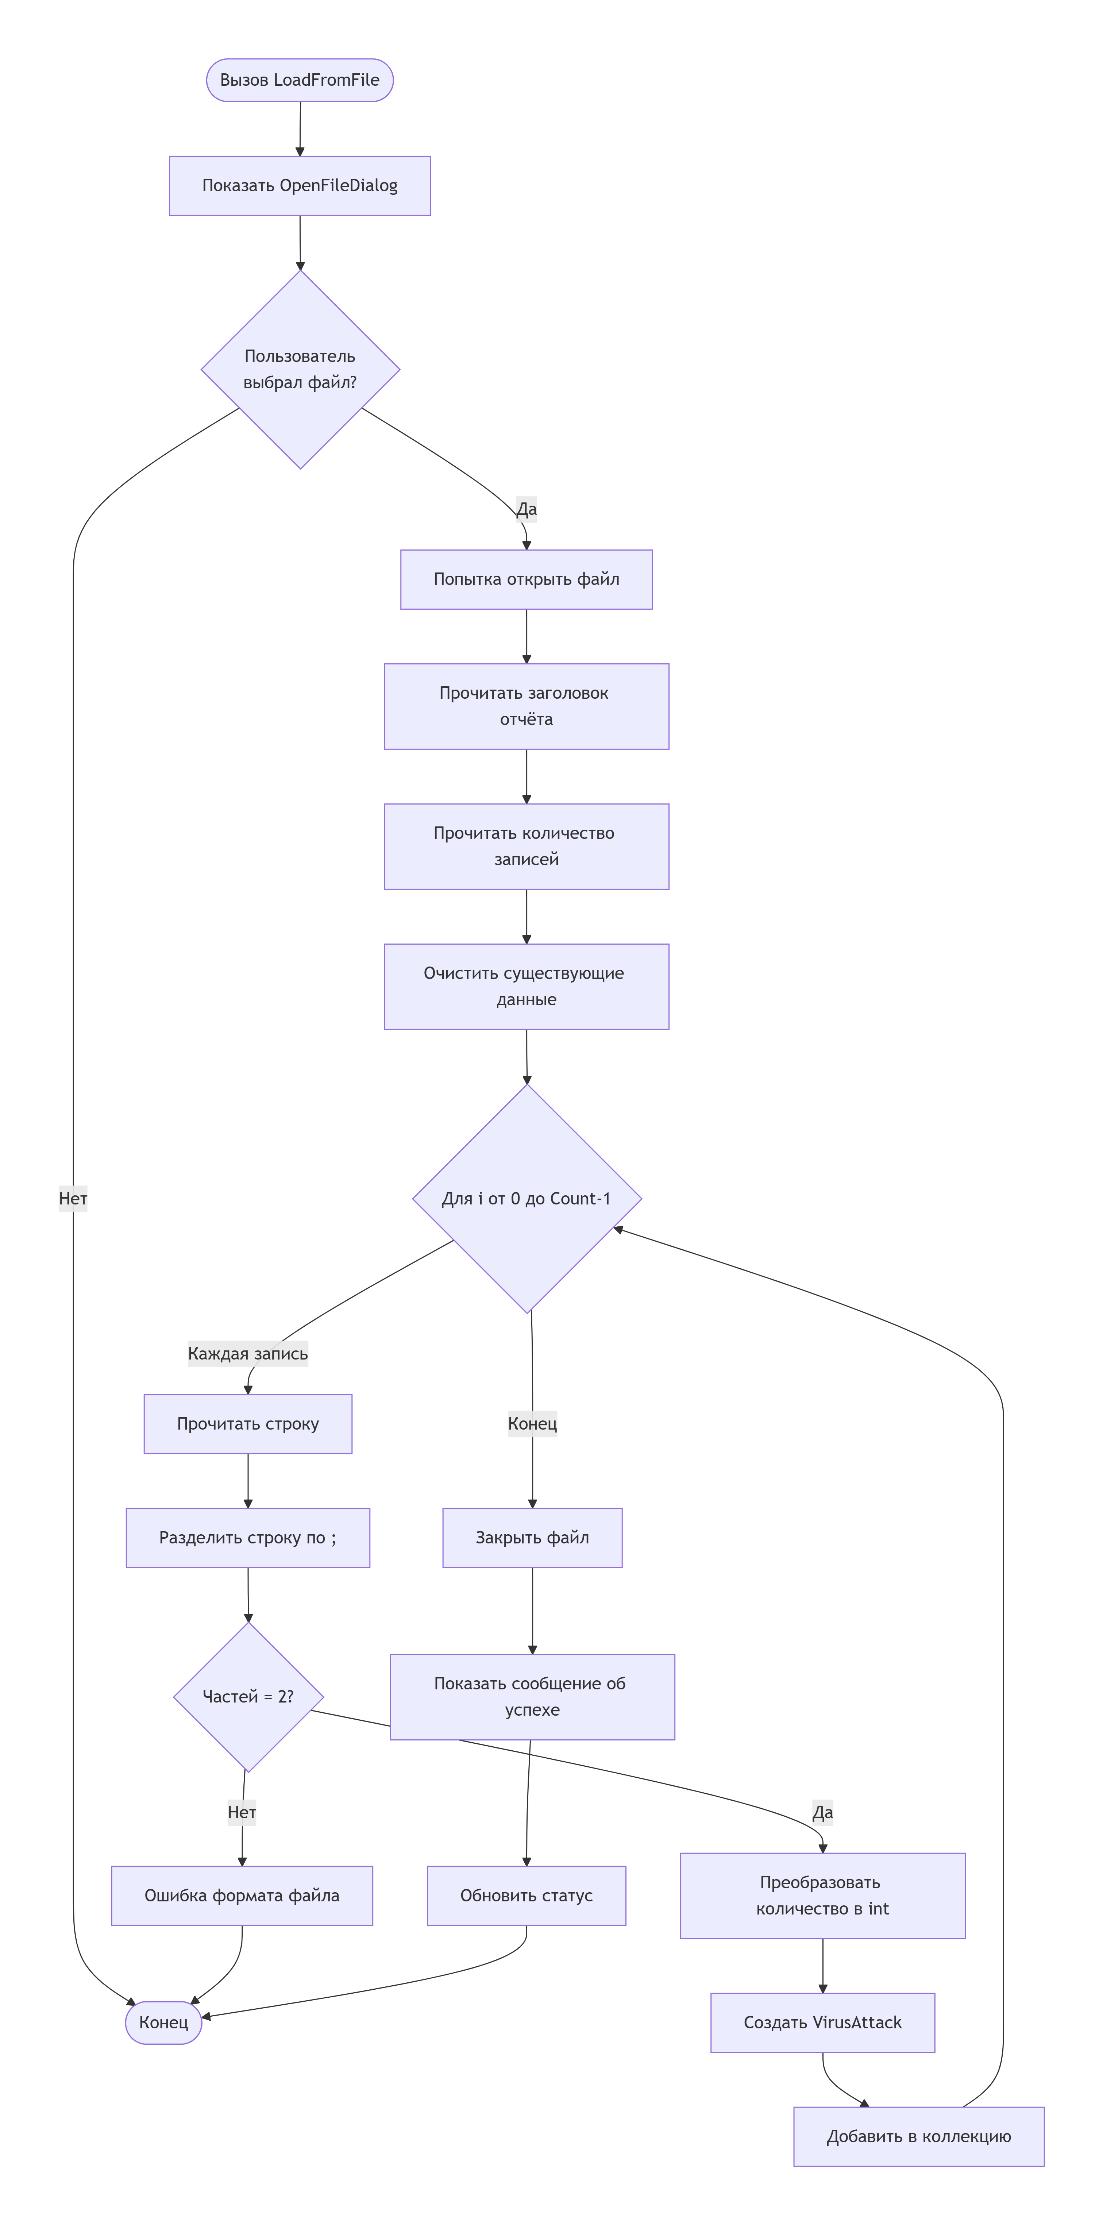 Вызов LoadFromFile
Показать OpenFileDialog
Пользователь
выбрал файл?
Да
Попытка открыть файл
Прочитать заголовок
отчёта
Прочитать количество
записей
Очистить существующие
данные
Нет
Для i от 0 до Count-1
Каждая запись
Прочитать строку
Конец
Разделить строку по ;
Закрыть файл
Частей = 2?
Показать сообщение об
успехе
Нет
Да
Ошибка формата файла
Обновить статус
Преобразовать
количество в int
Конец
Создать VirusAttack
Добавить в коллекцию